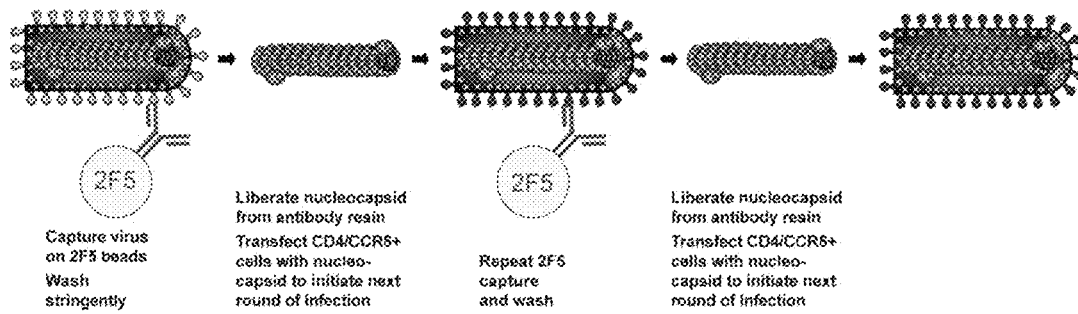 2F5
Capture virus
on 2F5 beads
Wash
stringently
Liberate nucleocapsid
from antibody resin
Transfect CD4/CCR5+
cells with nucleo-
capsid to initiate next
round of infection
2F5
Repeat 2F5
capture
and wash
Liberate nucleocapsid
from antibody resin
Transfect CD4/CCR5+
cells with nucleo-
capsid to initiate next
round of infection